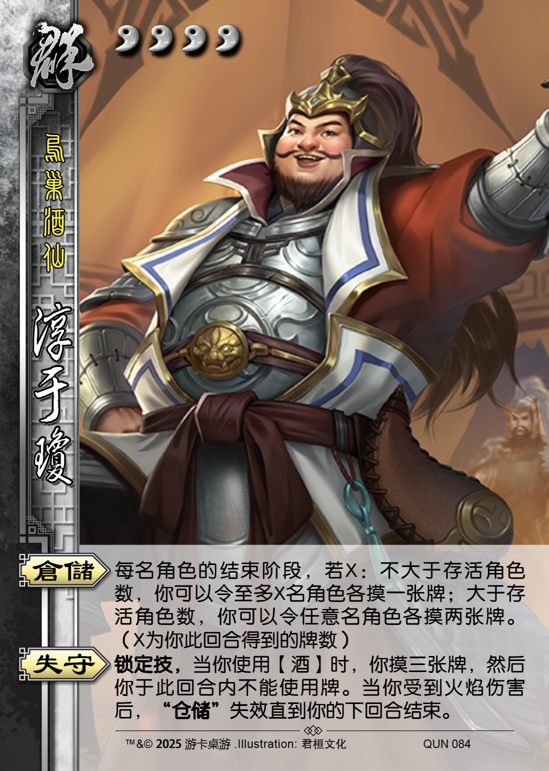 群
烏巢酒仙
淳于瓊
倉儲
每名角色的结束阶段，若X：不大于存活角色
数，你可以令至多X名角色各摸一张牌；大于存
活角色数，你可以令任意名角色各摸两张牌。
（X为你此回合得到的牌数）
失守
锁定技，当你使用【酒】时，你摸三张牌，然后
你于此回合内不能使用牌。当你受到火焰伤害
后，“仓储”失效直到你的下回合结束。
™&© 2025 游卡桌游 .Illustration: 君桓文化
QUN 084